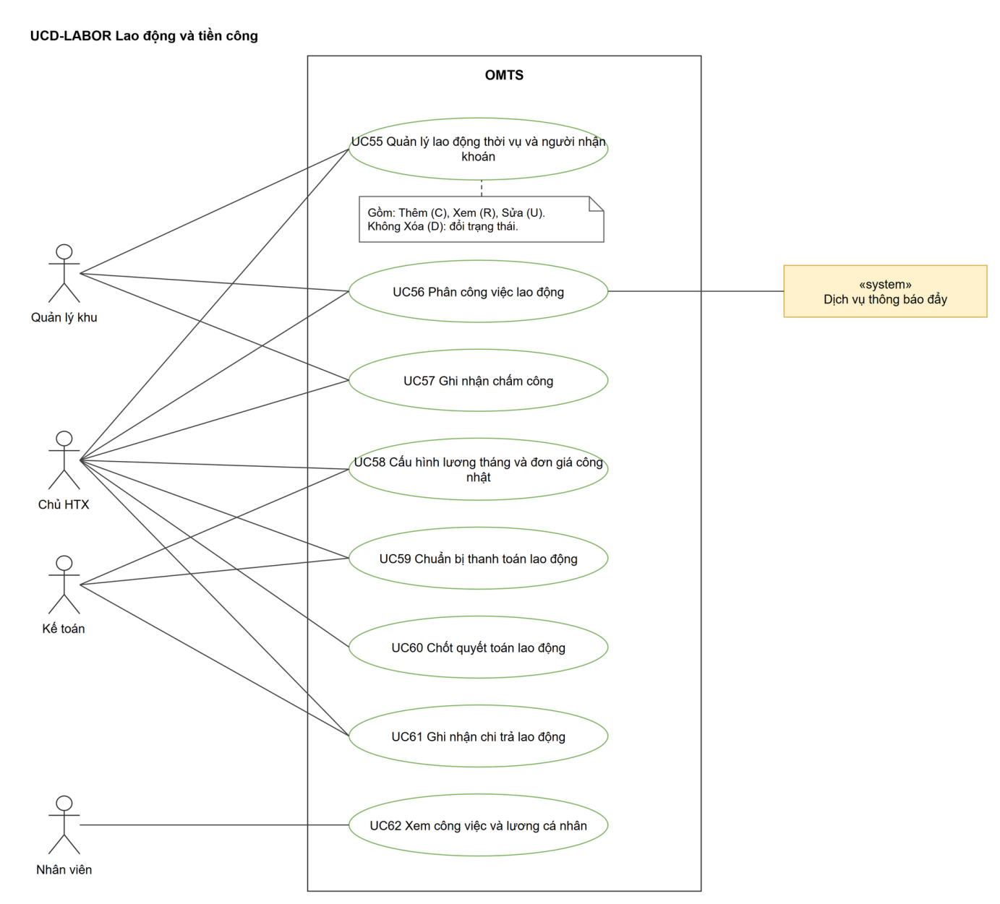 UCD-LABOR Lao động và tiền công
OMTS
UC55 Quản lý lao động thời vụ và người nhận
khoán
Gồm: Thêm (C), Xem (R), Sửa (U).
Không Xóa (D): đổi trạng thái.
Quản lý khu
UC56 Phân công việc lao động
«system»
Dịch vụ thông báo đẩy
UC57 Ghi nhận chấm công
Chủ HTX
UC58 Cấu hình lương tháng và đơn giá công
nhật
UC59 Chuẩn bị thanh toán lao động
Kế toán
UC60 Chốt quyết toán lao động
UC61 Ghi nhận chi trả lao động
UC62 Xem công việc và lương cá nhân
Nhân viên